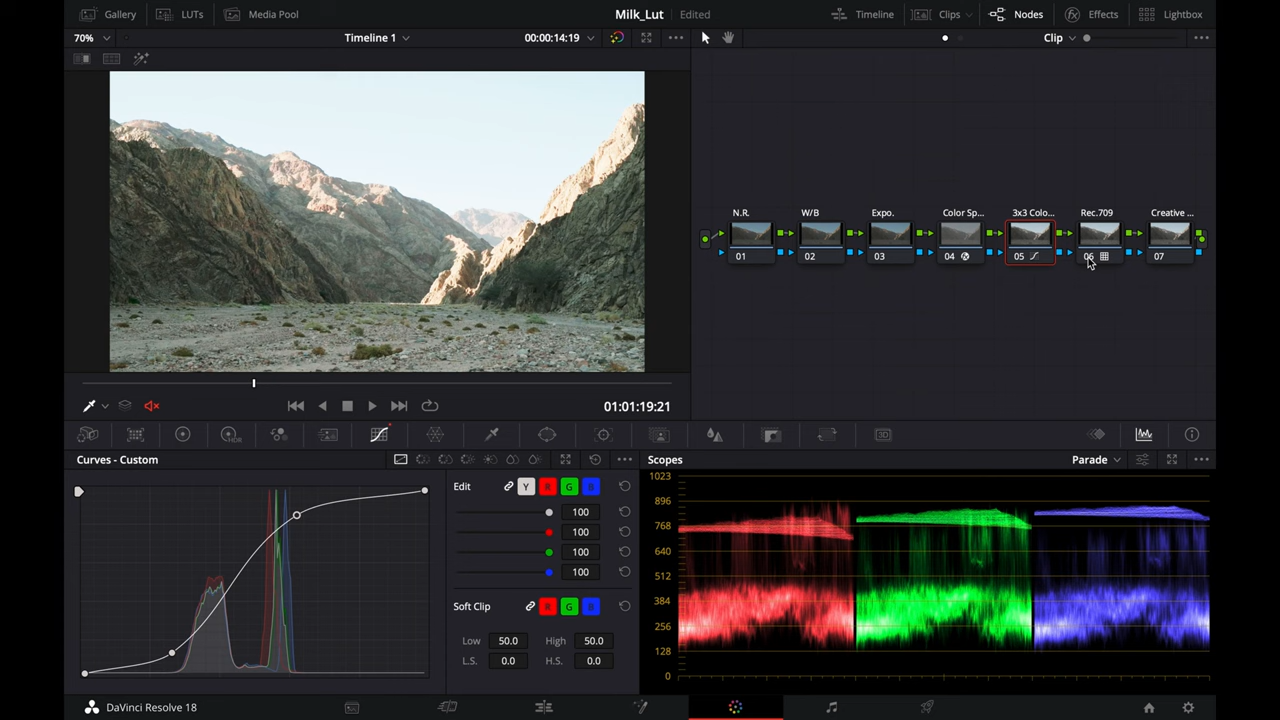 Gallery LUTs Media Pool Milk_Lut Edited Timeline Clips Nodes Effects Lightbox
70% Timeline 1 00:00:14:19 Clip
N.R. W/B Expo. Color Sp... 3x3 Colo... Rec.709 Creative ...
01 02 03 04 05 06 07
01:01:19:21
HDR
3D
Curves - Custom
Edit Y R G B
100
100
100
100
Soft Clip R G B
Low 50.0 High 50.0
L.S. 0.0 H.S. 0.0
Scopes Parade
1023
896
768
640
512
384
256
128
0
DaVinci Resolve 18